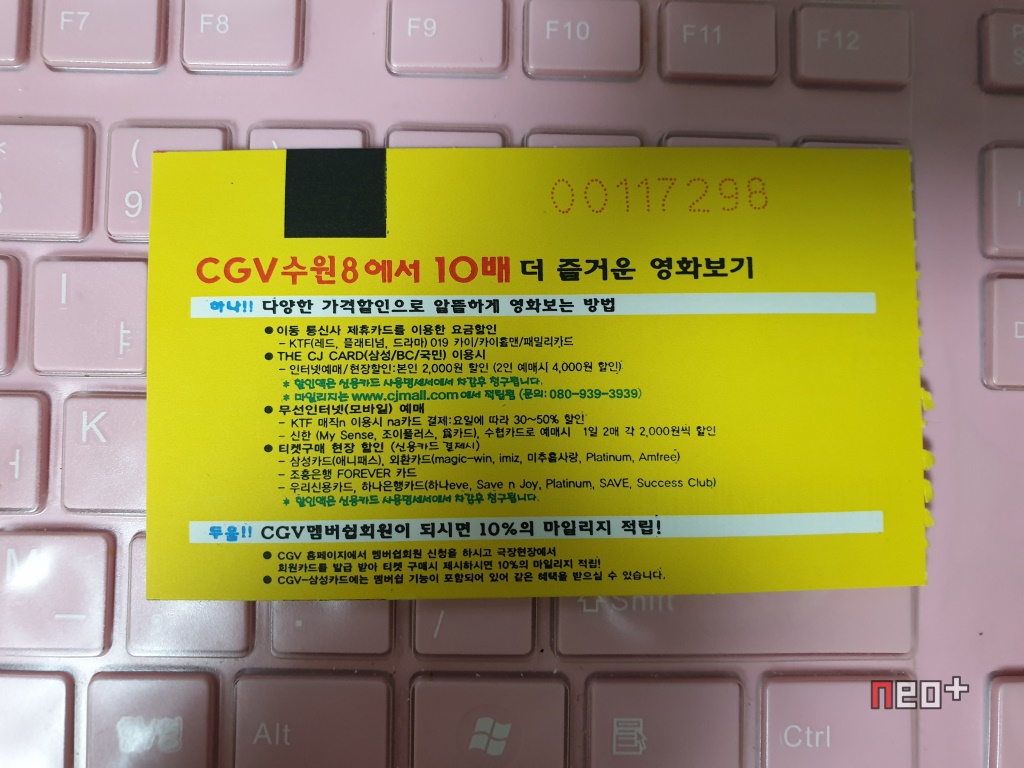 F7 F8 F9 F10 F11 F12
(
9
00117298
CGV수원8에서 10배 더 즐거운 영화보기
하나!! 다양한 가격할인으로 알뜰하게 영화보는 방법
● 이동 통신사 제휴카드를 이용한 요금할인
- KTF(레드, 플래티넘, 드라마) 019 카이/카이홀맨/패밀리카드
● THE CJ CARD(삼성/BC/국민) 이용시
- 인터넷예매/현장할인:본인 2,000원 할인 (2인 예매시 4,000원 할인)
* 할인액은 신용카드 사용명세서에서 차감후 청구됩니다.
* 마일리지는 www.cjmall.com에서 적립됨 (문의: 080-939-3939)
● 무선인터넷(모바일) 예매
- KTF 매직n 이용시 na카드 결제:요일에 따라 30~50% 할인
- 신한 (My Sense, 조이플러스, 카드), 수협카드로 예매시 1일 2매 각 2,000원씩 할인
● 티켓구매 현장 할인 (신용카드 결제시)
- 삼성카드(애니패스), 외환카드(magic-win, imiz, 미추홀사랑, Platinum, Amfree)
- 조흥은행 FOREVER 카드
- 우리신용카드, 하나은행카드(하나eve, Save n Joy, Platinum, SAVE, Success Club)
* 할인액은 신용카드 사용명세서에서 차감후 청구됩니다.
두울!! CGV멤버쉽회원이 되시면 10%의 마일리지 적립!
● CGV 홈페이지에서 멤버쉽회원 신청을 하시고 극장현장에서
회원카드를 발급 받아 티켓 구매시 제시하시면 10%의 마일리지 적립!
● CGV-삼성카드에는 멤버쉽 기능이 포함되어 있어 같은 혜택을 받으실 수 있습니다.
I
K
M
/
Shift
neo+
한/영 Alt Ctrl